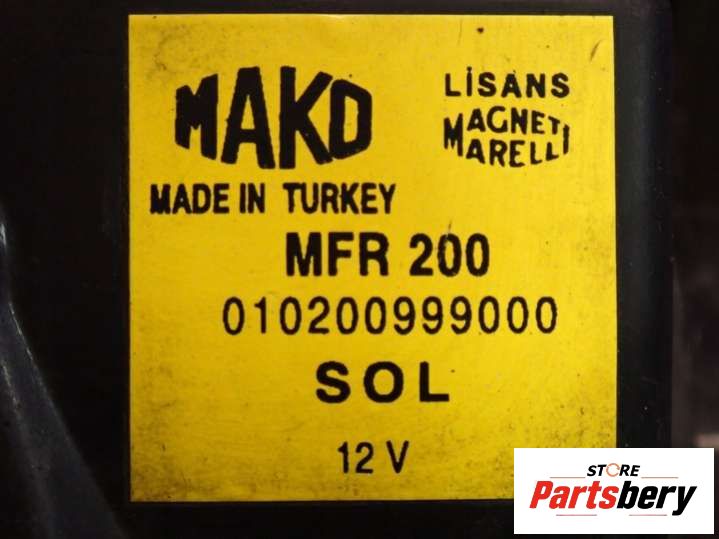 MAKO
LİSANS
MAGNETI
MARELLI
MADE IN TURKEY
MFR 200
010200999000
SOL
12 V
STORE
Partsbery